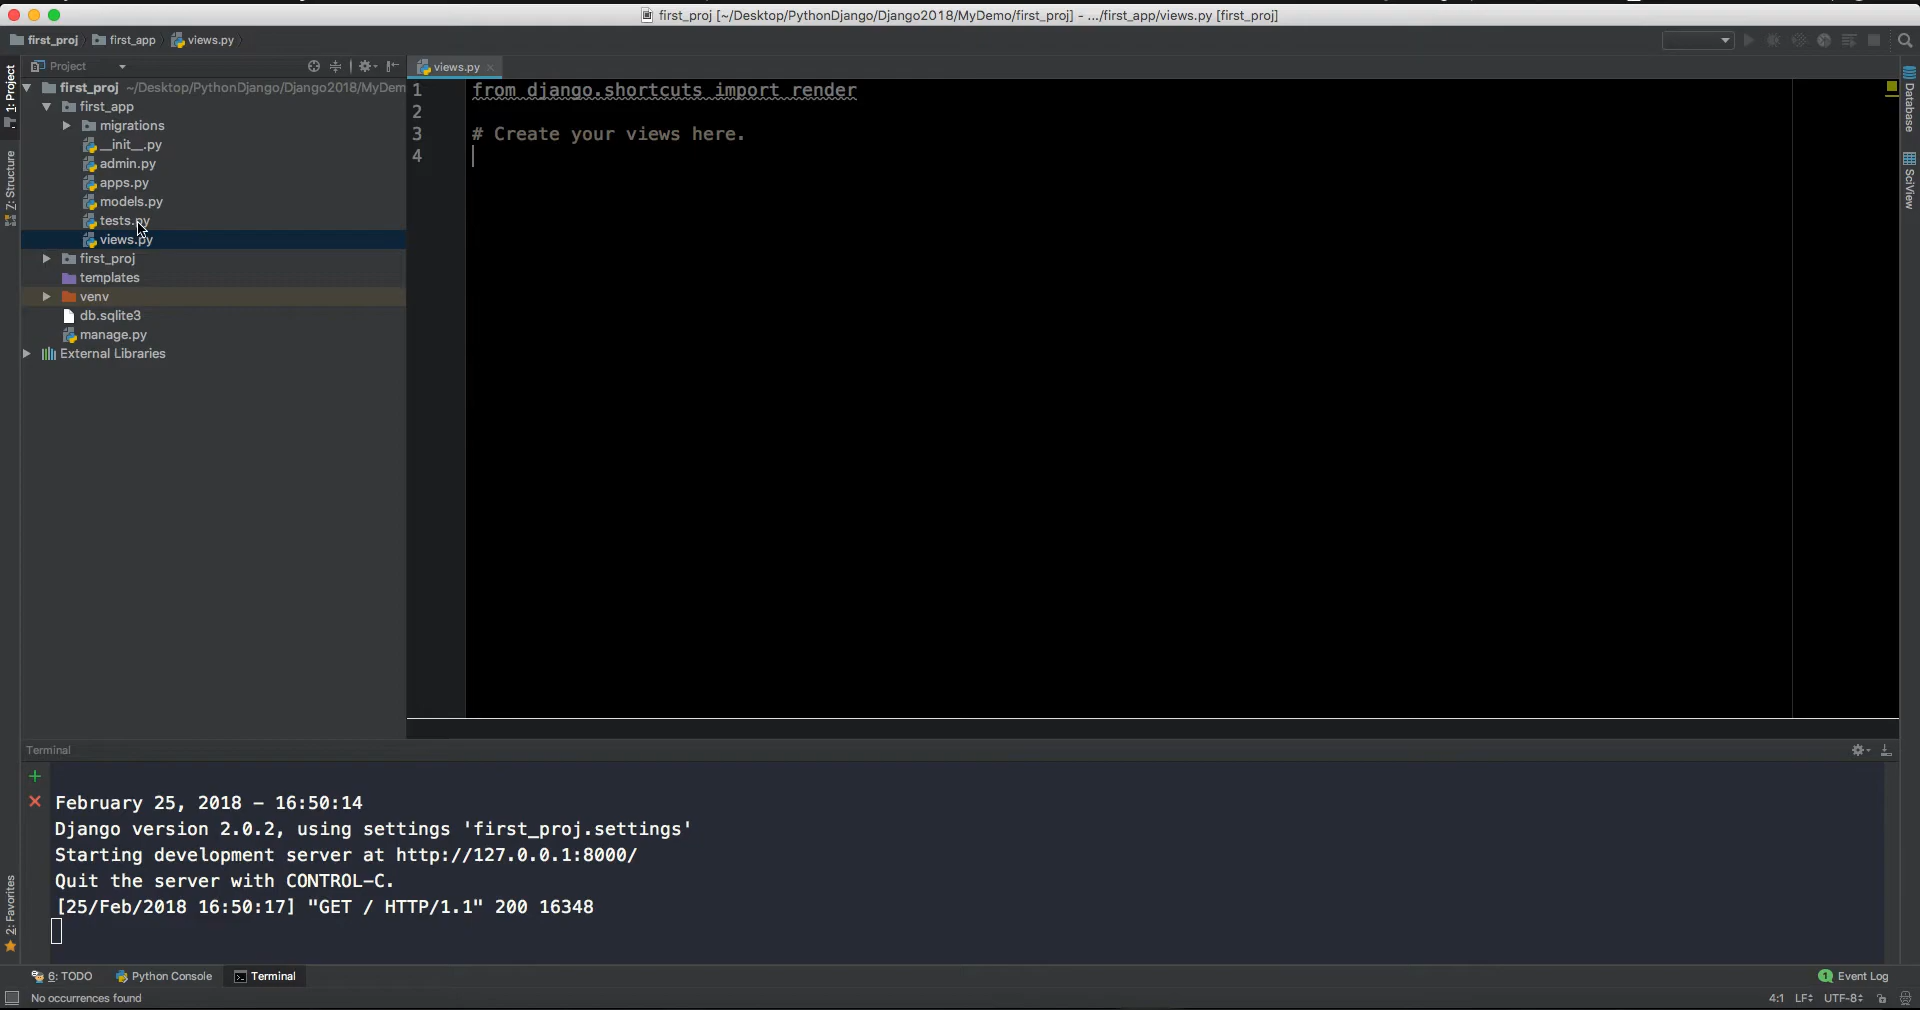 first_proj [~/Desktop/PythonDjango/Django2018/MyDemo/first_proj] - .../first_app/views.py [first_proj]
first_proj first_app views.py
Project
views.py
1: Project
Z: Structure
2: Favorites
first_proj ~/Desktop/PythonDjango/Django2018/MyDem
first_app
migrations
__init__.py
admin.py
apps.py
models.py
tests.py
views.py
first_proj
templates
venv
db.sqlite3
manage.py
External Libraries
1 from django.shortcuts import render
2
3 # Create your views here.
4
Database
SciView
Terminal
February 25, 2018 - 16:50:14
Django version 2.0.2, using settings 'first_proj.settings'
Starting development server at http://127.0.0.1:8000/
Quit the server with CONTROL-C.
[25/Feb/2018 16:50:17] "GET / HTTP/1.1" 200 16348
6: TODO Python Console Terminal
1 Event Log
No occurrences found
4:1 LF UTF-8